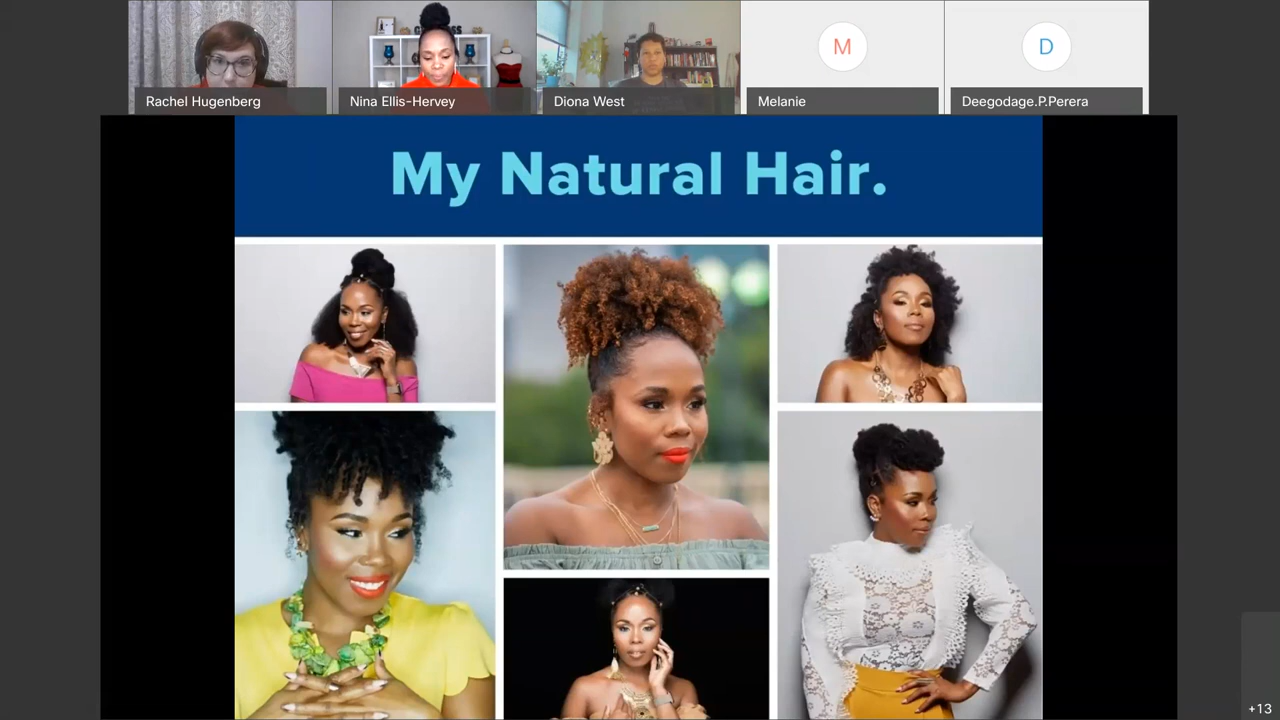 Rachel Hugenberg
Nina Ellis-Hervey
Diona West
M
Melanie
D
Deegodage.P.Perera
My Natural Hair.
+13